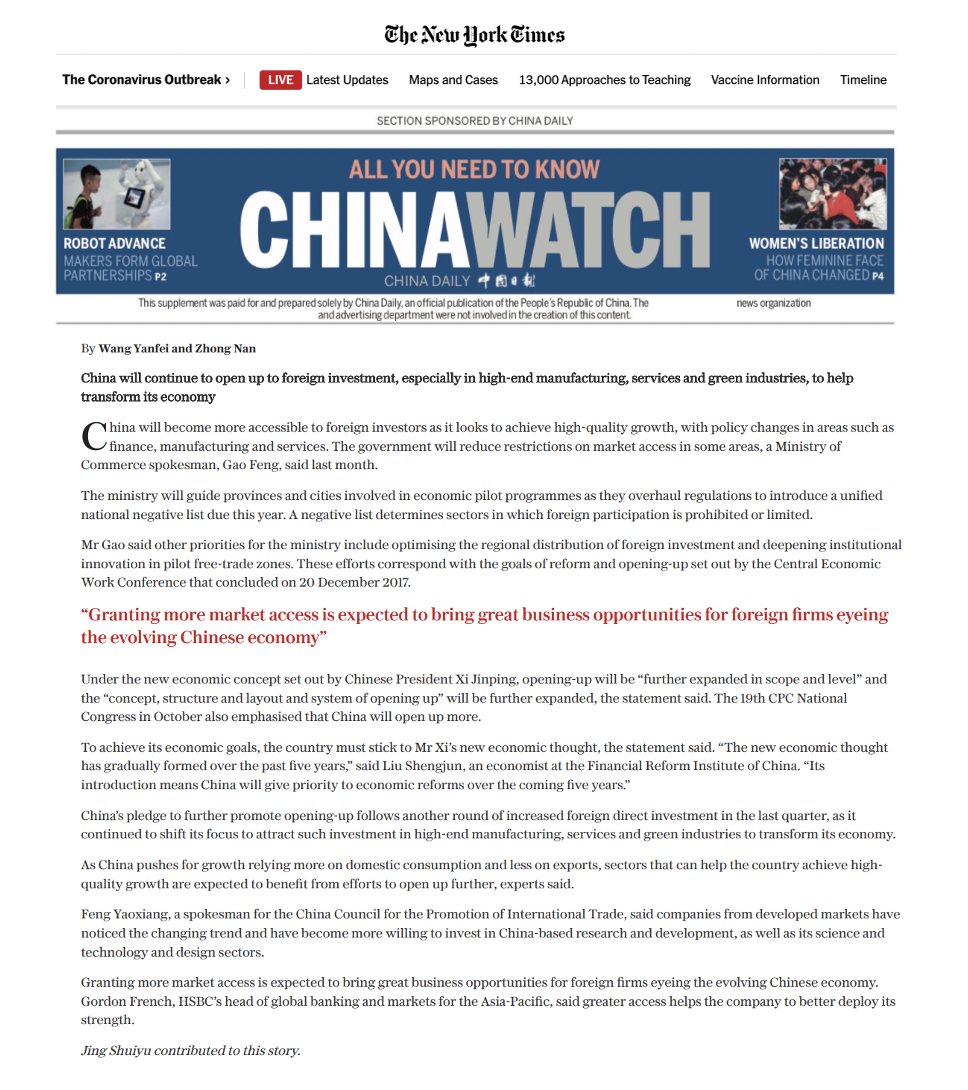 The New York Times
The Coronavirus Outbreak ›
LIVE Latest Updates Maps and Cases 13,000 Approaches to Teaching Vaccine Information Timeline
SECTION SPONSORED BY CHINA DAILY
ALL YOU NEED TO KNOW
CHINAWATCH
CHINA DAILY 中国日报
ROBOT ADVANCE
MAKERS FORM GLOBAL
PARTNERSHIPS P2
WOMEN'S LIBERATION
HOW FEMININE FACE
OF CHINA CHANGED P4
This supplement was paid for and prepared solely by China Daily, an official publication of the People's Republic of China. The news organization
and advertising department were not involved in the creation of this content.
By Wang Yanfei and Zhong Nan
China will continue to open up to foreign investment, especially in high-end manufacturing, services and green industries, to help
transform its economy
China will become more accessible to foreign investors as it looks to achieve high-quality growth, with policy changes in areas such as
finance, manufacturing and services. The government will reduce restrictions on market access in some areas, a Ministry of
Commerce spokesman, Gao Feng, said last month.
The ministry will guide provinces and cities involved in economic pilot programmes as they overhaul regulations to introduce a unified
national negative list due this year. A negative list determines sectors in which foreign participation is prohibited or limited.
Mr Gao said other priorities for the ministry include optimising the regional distribution of foreign investment and deepening institutional
innovation in pilot free-trade zones. These efforts correspond with the goals of reform and opening-up set out by the Central Economic
Work Conference that concluded on 20 December 2017.
“Granting more market access is expected to bring great business opportunities for foreign firms eyeing
the evolving Chinese economy”
Under the new economic concept set out by Chinese President Xi Jinping, opening-up will be “further expanded in scope and level” and
the “concept, structure and layout and system of opening up” will be further expanded, the statement said. The 19th CPC National
Congress in October also emphasised that China will open up more.
To achieve its economic goals, the country must stick to Mr Xi’s new economic thought, the statement said. “The new economic thought
has gradually formed over the past five years,” said Liu Shengjun, an economist at the Financial Reform Institute of China. “Its
introduction means China will give priority to economic reforms over the coming five years.”
China’s pledge to further promote opening-up follows another round of increased foreign direct investment in the last quarter, as it
continued to shift its focus to attract such investment in high-end manufacturing, services and green industries to transform its economy.
As China pushes for growth relying more on domestic consumption and less on exports, sectors that can help the country achieve high-
quality growth are expected to benefit from efforts to open up further, experts said.
Feng Yaoxiang, a spokesman for the China Council for the Promotion of International Trade, said companies from developed markets have
noticed the changing trend and have become more willing to invest in China-based research and development, as well as its science and
technology and design sectors.
Granting more market access is expected to bring great business opportunities for foreign firms eyeing the evolving Chinese economy.
Gordon French, HSBC’s head of global banking and markets for the Asia-Pacific, said greater access helps the company to better deploy its
strength.
Jing Shuiyu contributed to this story.